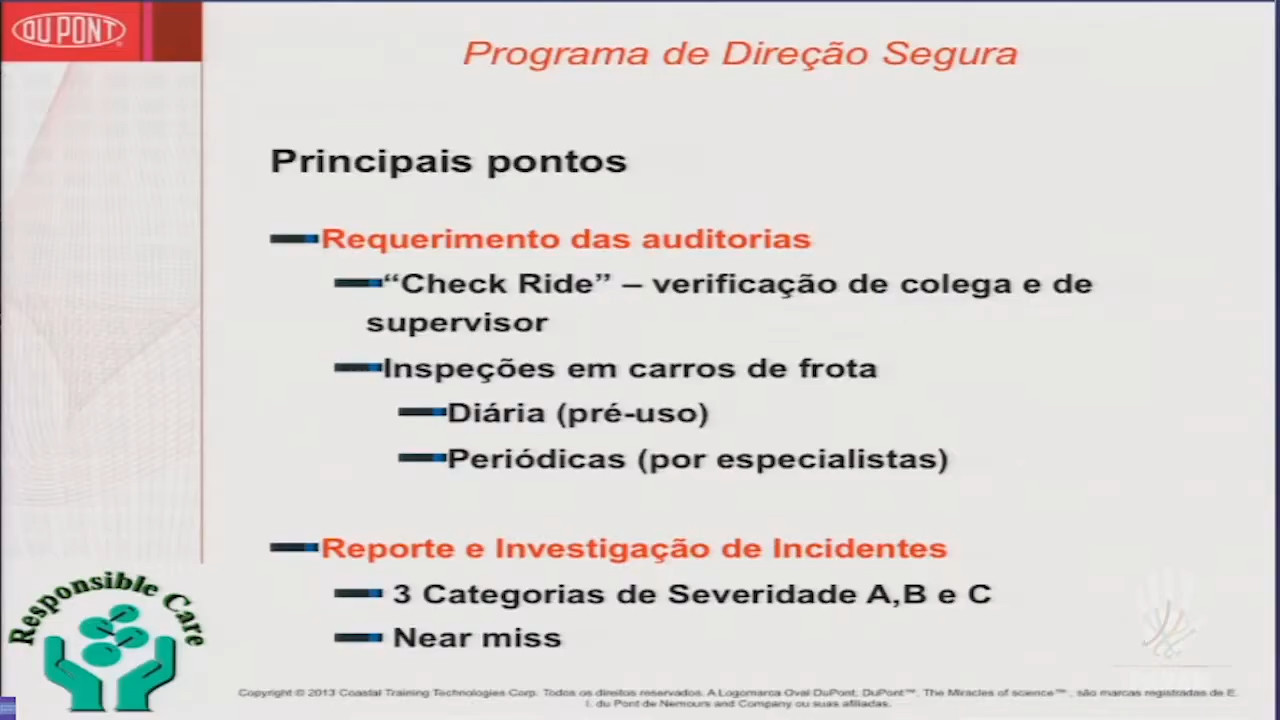 DU PONT
Programa de Direção Segura
Principais pontos
Requerimento das auditorias
“Check Ride” – verificação de colega e de
supervisor
Inspeções em carros de frota
Diária (pré-uso)
Periódicas (por especialistas)
Reporte e Investigação de Incidentes
3 Categorias de Severidade A,B e C
Near miss
Responsible Care
Copyright © 2013 Coastal Training Technologies Corp. Todos os direitos reservados. A Logomarca Oval DuPont, DuPont™, The Miracles of science™ , são marcas registradas de E.
I. du Pont de Nemours and Company ou suas afiliadas.